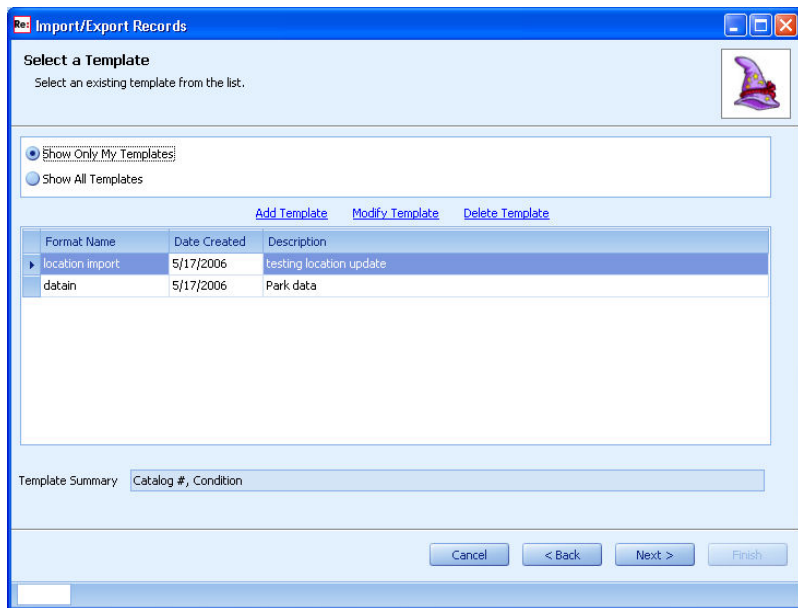 Re: Import/Export Records
Select a Template
Select an existing template from the list.
Show Only My Templates
Show All Templates
Add Template Modify Template Delete Template
Format Name Date Created Description
location import 5/17/2006 testing location update
datain 5/17/2006 Park data
Template Summary Catalog #, Condition
Cancel < Back Next > Finish